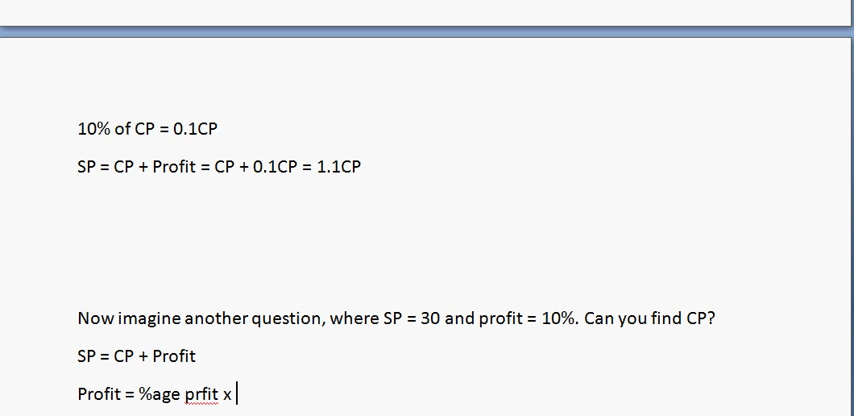 10% of CP = 0.1CP
SP = CP + Profit = CP + 0.1CP = 1.1CP
Now imagine another question, where SP = 30 and profit = 10%. Can you find CP?
SP = CP + Profit
Profit = %age prfit x